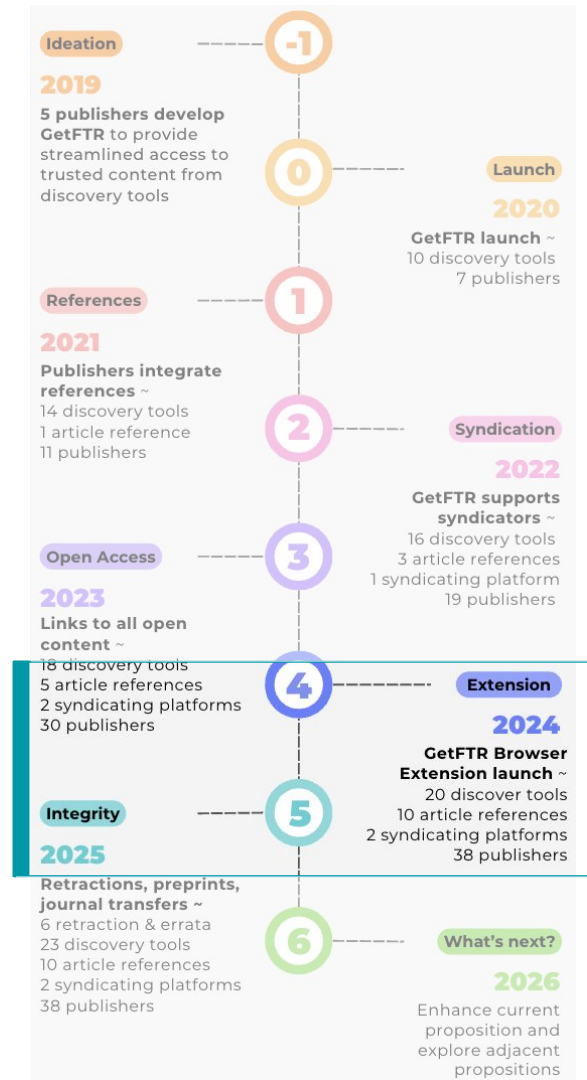 -1
Ideation
2019
5 publishers develop
GetFTR to provide
streamlined access to
trusted content from
discovery tools
0
Launch
2020
GetFTR launch ~
10 discovery tools
7 publishers
1
References
2021
Publishers integrate
references ~
14 discovery tools
1 article reference
11 publishers
2
Syndication
2022
GetFTR supports
syndicators ~
16 discovery tools
3 article references
1 syndicating platform
19 publishers
3
Open Access
2023
Links to all open
content ~
18 discovery tools
5 article references
2 syndicating platforms
30 publishers
4
Extension
2024
GetFTR Browser
Extension launch ~
20 discover tools
10 article references
2 syndicating platforms
38 publishers
5
Integrity
2025
Retractions, preprints,
journal transfers ~
6 retraction & errata
23 discovery tools
10 article references
2 syndicating platforms
38 publishers
6
What's next?
2026
Enhance current
proposition and
explore adjacent
propositions